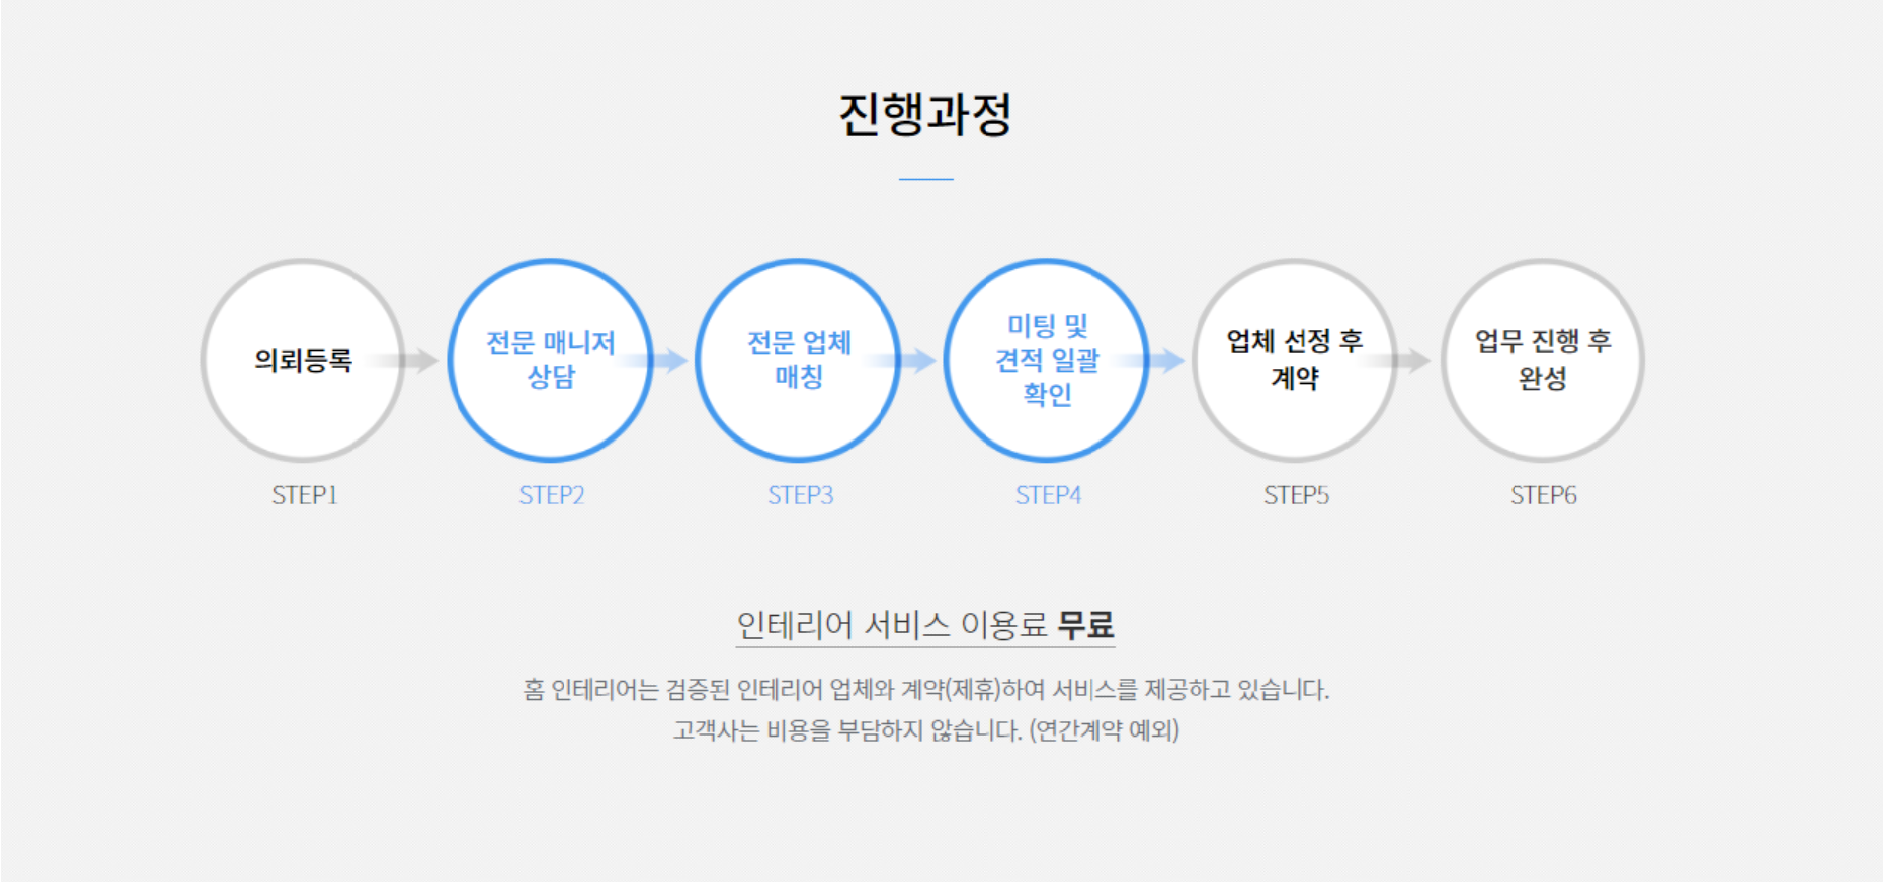 진행과정
의뢰등록
전문 매니저
상담
전문 업체
매칭
미팅 및
견적 일괄
확인
업체 선정 후
계약
업무 진행 후
완성
STEP1
STEP2
STEP3
STEP4
STEP5
STEP6
인테리어 서비스 이용료 무료
홈 인테리어는 검증된 인테리어 업체와 계약(제휴)하여 서비스를 제공하고 있습니다.
고객사는 비용을 부담하지 않습니다. (연간계약 예외)